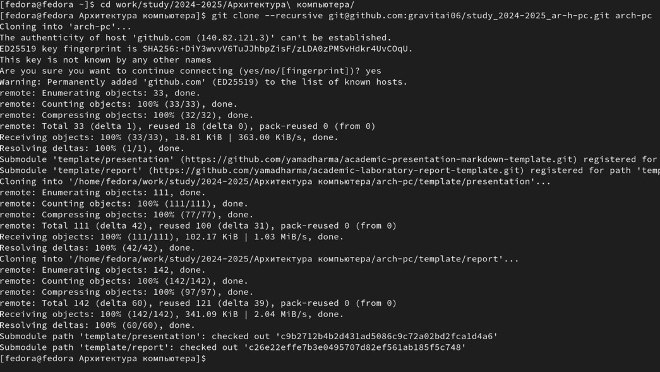 [fedora@fedora ~]$ cd work/study/2024-2025/Архитектура\ компьютера/
[fedora@fedora Архитектура компьютера]$ git clone --recursive git@github.com:gravitai06/study_2024-2025_ar-h-pc.git arch-pc
Cloning into 'arch-pc'...
The authenticity of host 'github.com (140.82.121.3)' can't be established.
ED25519 key fingerprint is SHA256:+DiY3wvvV6TuJJhbpZisF/zLDA0zPMSvHdkr4UvCOqU.
This key is not known by any other names
Are you sure you want to continue connecting (yes/no/[fingerprint])? yes
Warning: Permanently added 'github.com' (ED25519) to the list of known hosts.
remote: Enumerating objects: 33, done.
remote: Counting objects: 100% (33/33), done.
remote: Compressing objects: 100% (32/32), done.
remote: Total 33 (delta 1), reused 18 (delta 0), pack-reused 0 (from 0)
Receiving objects: 100% (33/33), 18.81 KiB | 363.00 KiB/s, done.
Resolving deltas: 100% (1/1), done.
Submodule 'template/presentation' (https://github.com/yamadharma/academic-presentation-markdown-template.git) registered for
Submodule 'template/report' (https://github.com/yamadharma/academic-laboratory-report-template.git) registered for path 'temp
Cloning into '/home/fedora/work/study/2024-2025/Архитектура компьютера/arch-pc/template/presentation'...
remote: Enumerating objects: 111, done.
remote: Counting objects: 100% (111/111), done.
remote: Compressing objects: 100% (77/77), done.
remote: Total 111 (delta 42), reused 100 (delta 31), pack-reused 0 (from 0)
Receiving objects: 100% (111/111), 102.17 KiB | 1.03 MiB/s, done.
Resolving deltas: 100% (42/42), done.
Cloning into '/home/fedora/work/study/2024-2025/Архитектура компьютера/arch-pc/template/report'...
remote: Enumerating objects: 142, done.
remote: Counting objects: 100% (142/142), done.
remote: Compressing objects: 100% (97/97), done.
remote: Total 142 (delta 60), reused 121 (delta 39), pack-reused 0 (from 0)
Receiving objects: 100% (142/142), 341.09 KiB | 2.04 MiB/s, done.
Resolving deltas: 100% (60/60), done.
Submodule path 'template/presentation': checked out 'c9b2712b4b2d431ad5086c9c72a02bd2fca1d4a6'
Submodule path 'template/report': checked out 'c26e22effe7b3e0495707d82ef561ab185f5c748'
[fedora@fedora Архитектура компьютера]$